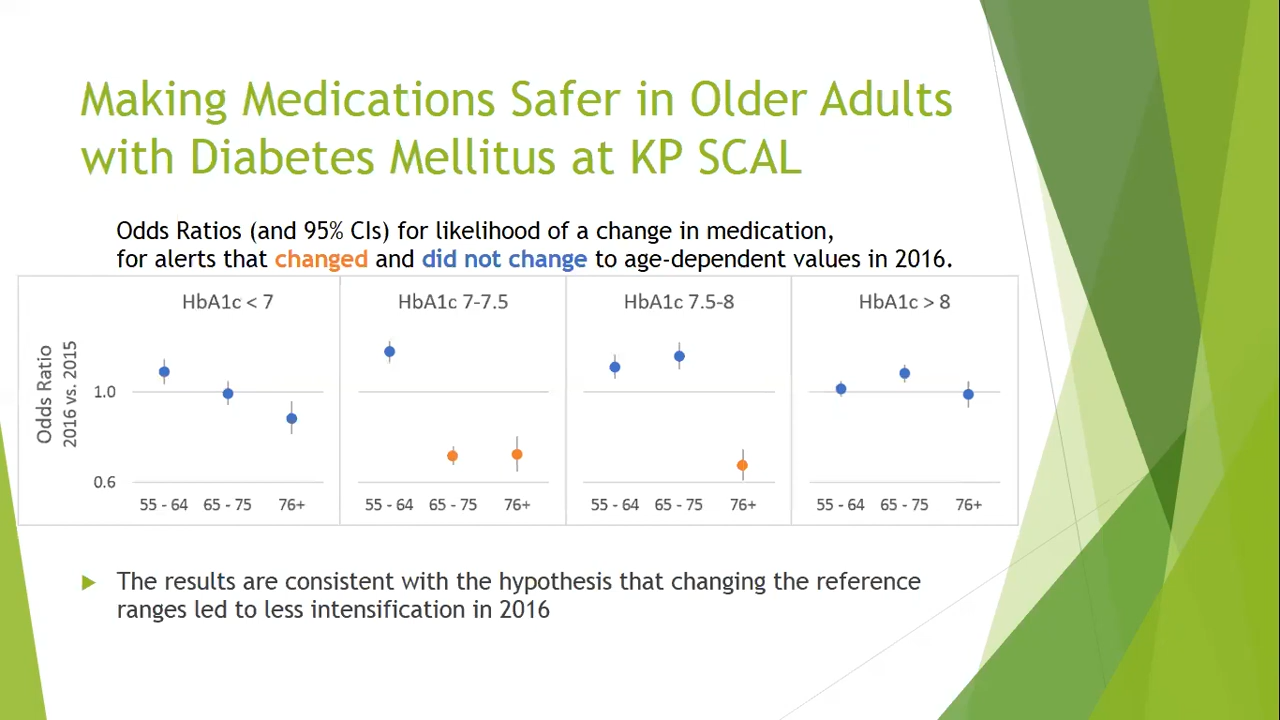 Making Medications Safer in Older Adults
with Diabetes Mellitus at KP SCAL
Odds Ratios (and 95% CIs) for likelihood of a change in medication,
for alerts that changed and did not change to age-dependent values in 2016.
HbA1c < 7
HbA1c 7-7.5
HbA1c 7.5-8
HbA1c > 8
Odds Ratio
2016 vs. 2015
1.0
0.6
55 - 64 65 - 75 76+
55 - 64 65 - 75 76+
55 - 64 65 - 75 76+
55 - 64 65 - 75 76+
The results are consistent with the hypothesis that changing the reference
ranges led to less intensification in 2016